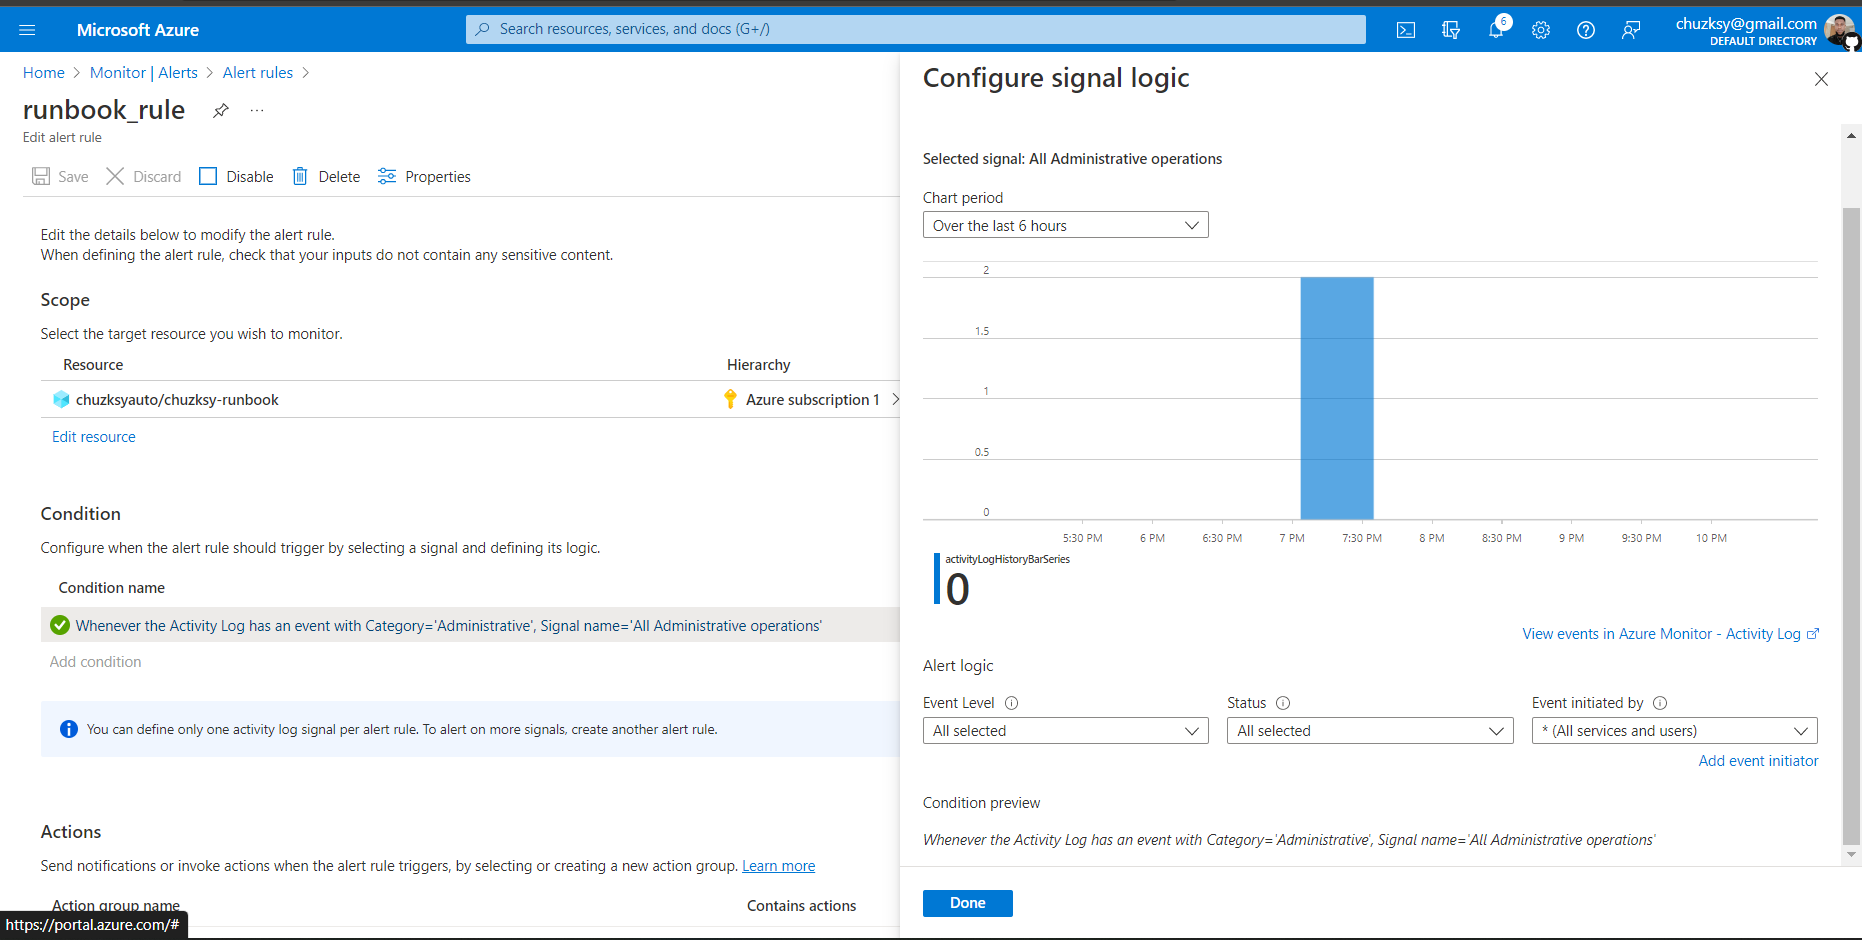 Microsoft Azure
Search resources, services, and docs (G+/)
6
chuzksy@gmail.com
DEFAULT DIRECTORY
Home > Monitor | Alerts > Alert rules >
runbook_rule
...
Edit alert rule
Save
Discard
Disable
Delete
Properties
Edit the details below to modify the alert rule.
When defining the alert rule, check that your inputs do not contain any sensitive content.
Scope
Select the target resource you wish to monitor.
Resource
Hierarchy
chuzksyauto/chuzksy-runbook
Azure subscription 1 >
Edit resource
Condition
Configure when the alert rule should trigger by selecting a signal and defining its logic.
Condition name
Whenever the Activity Log has an event with Category='Administrative', Signal name='All Administrative operations'
Add condition
You can define only one activity log signal per alert rule. To alert on more signals, create another alert rule.
Actions
Send notifications or invoke actions when the alert rule triggers, by selecting or creating a new action group. Learn more
Action group name
Contains actions
https://portal.azure.com/#
Configure signal logic
Selected signal: All Administrative operations
Chart period
Over the last 6 hours
2
1.5
1
0.5
0
5:30 PM
6 PM
6:30 PM
7 PM
7:30 PM
8 PM
8:30 PM
9 PM
9:30 PM
10 PM
activityLogHistoryBarSeries
0
View events in Azure Monitor - Activity Log
Alert logic
Event Level
Status
Event initiated by
All selected
All selected
* (All services and users)
Add event initiator
Condition preview
Whenever the Activity Log has an event with Category='Administrative', Signal name='All Administrative operations'
Done